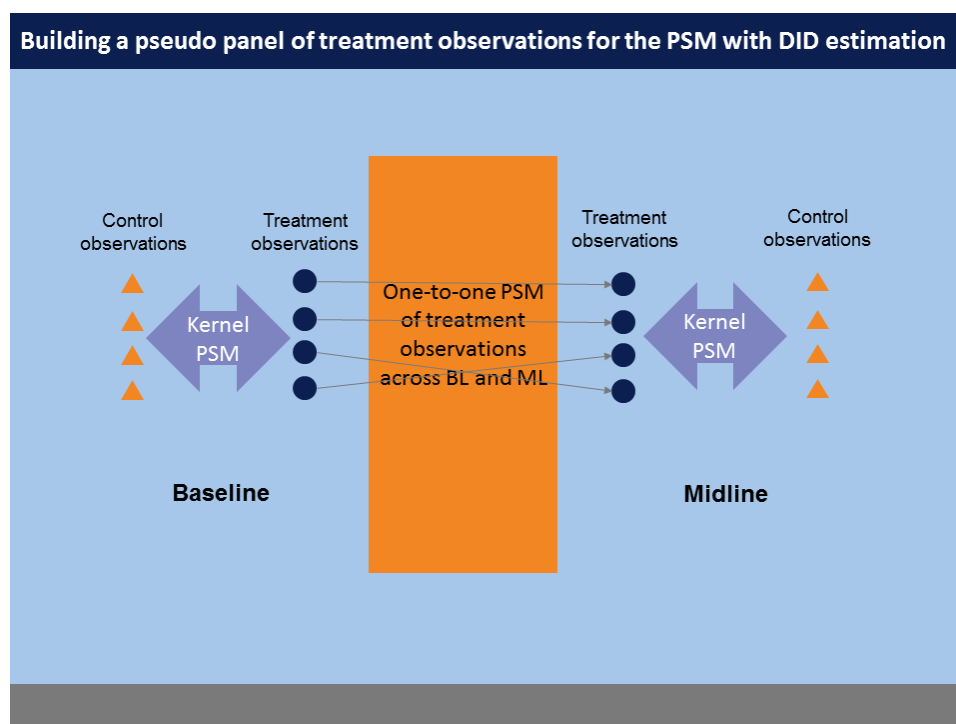 Building a pseudo panel of treatment observations for the PSM with DID estimation
Control
observations
Treatment
observations
Kernel
PSM
One-to-one PSM
of treatment
observations
across BL and ML
Treatment
observations
Control
observations
Kernel
PSM
Baseline
Midline